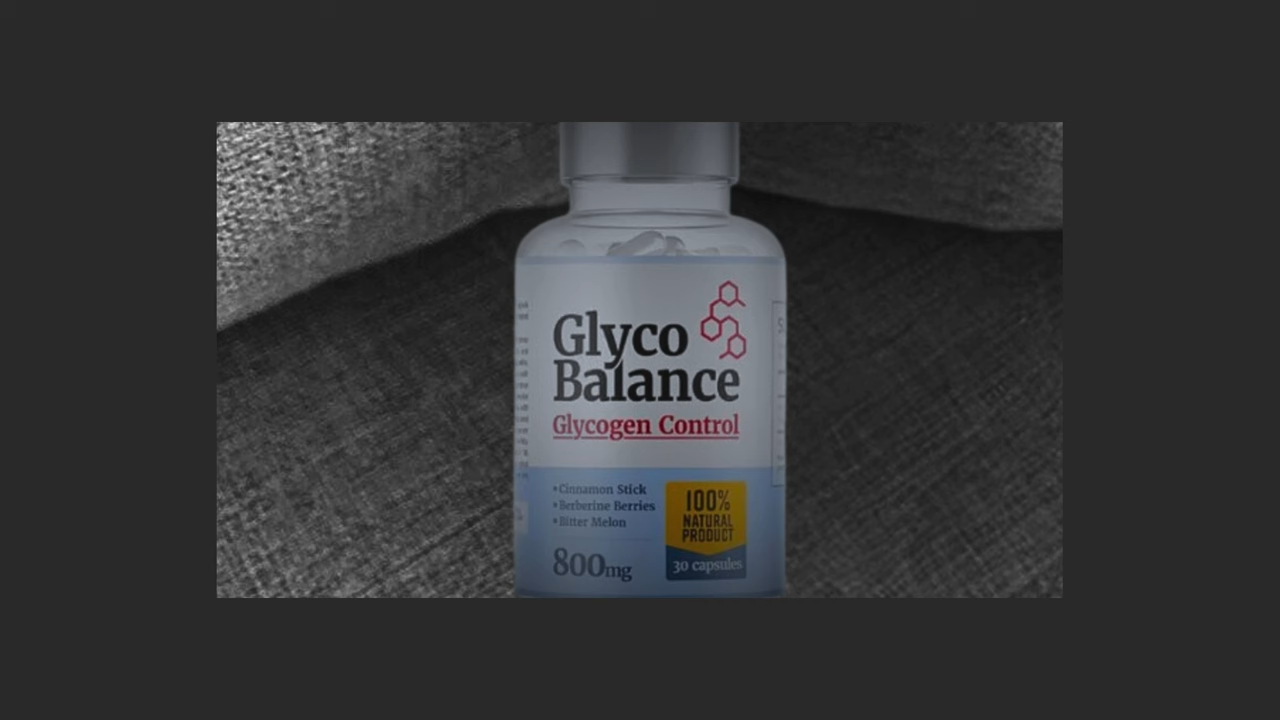 Glyco
Balance
Glycogen Control
• Cinnamon Stick
• Berberine Berries
• Bitter Melon
800mg
100%
NATURAL
PRODUCT
30 capsules